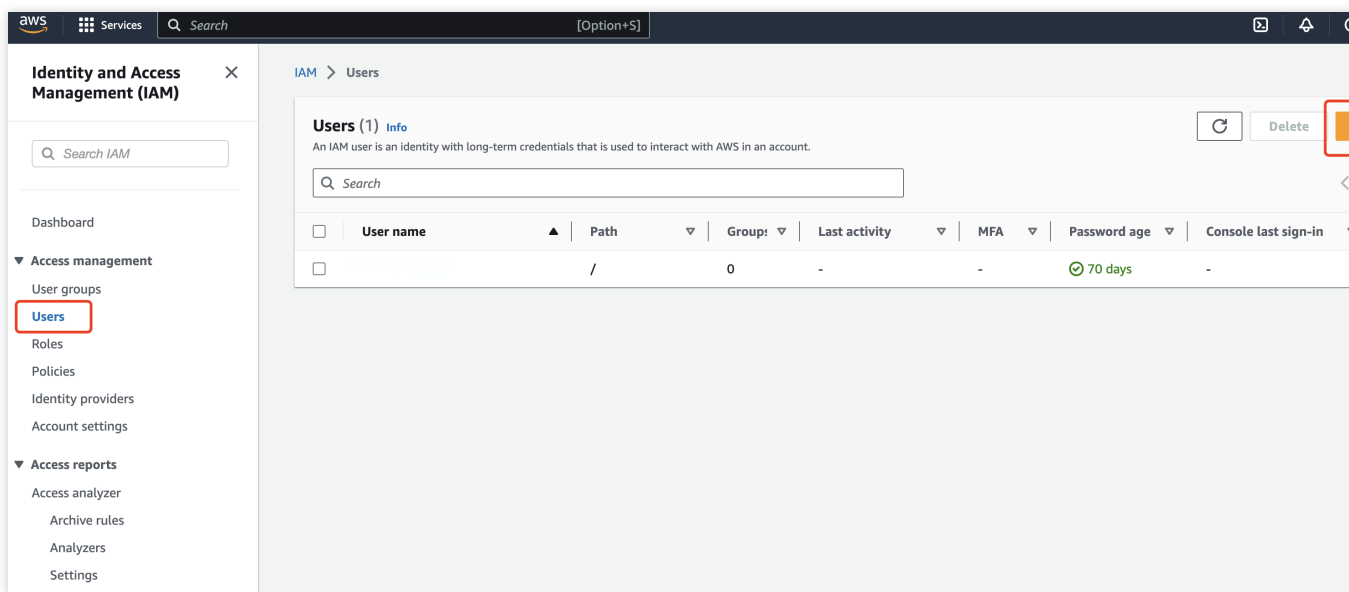 aws Services Search [Option+S]
Identity and Access
Management (IAM)
Search IAM
Dashboard
Access management
User groups
Users
Roles
Policies
Identity providers
Account settings
Access reports
Access analyzer
Archive rules
Analyzers
Settings
IAM > Users
Users (1) Info
An IAM user is an identity with long-term credentials that is used to interact with AWS in an account.
Delete
Search
User name Path Groups Last activity MFA Password age Console last sign-in
/ 0 - - 70 days -